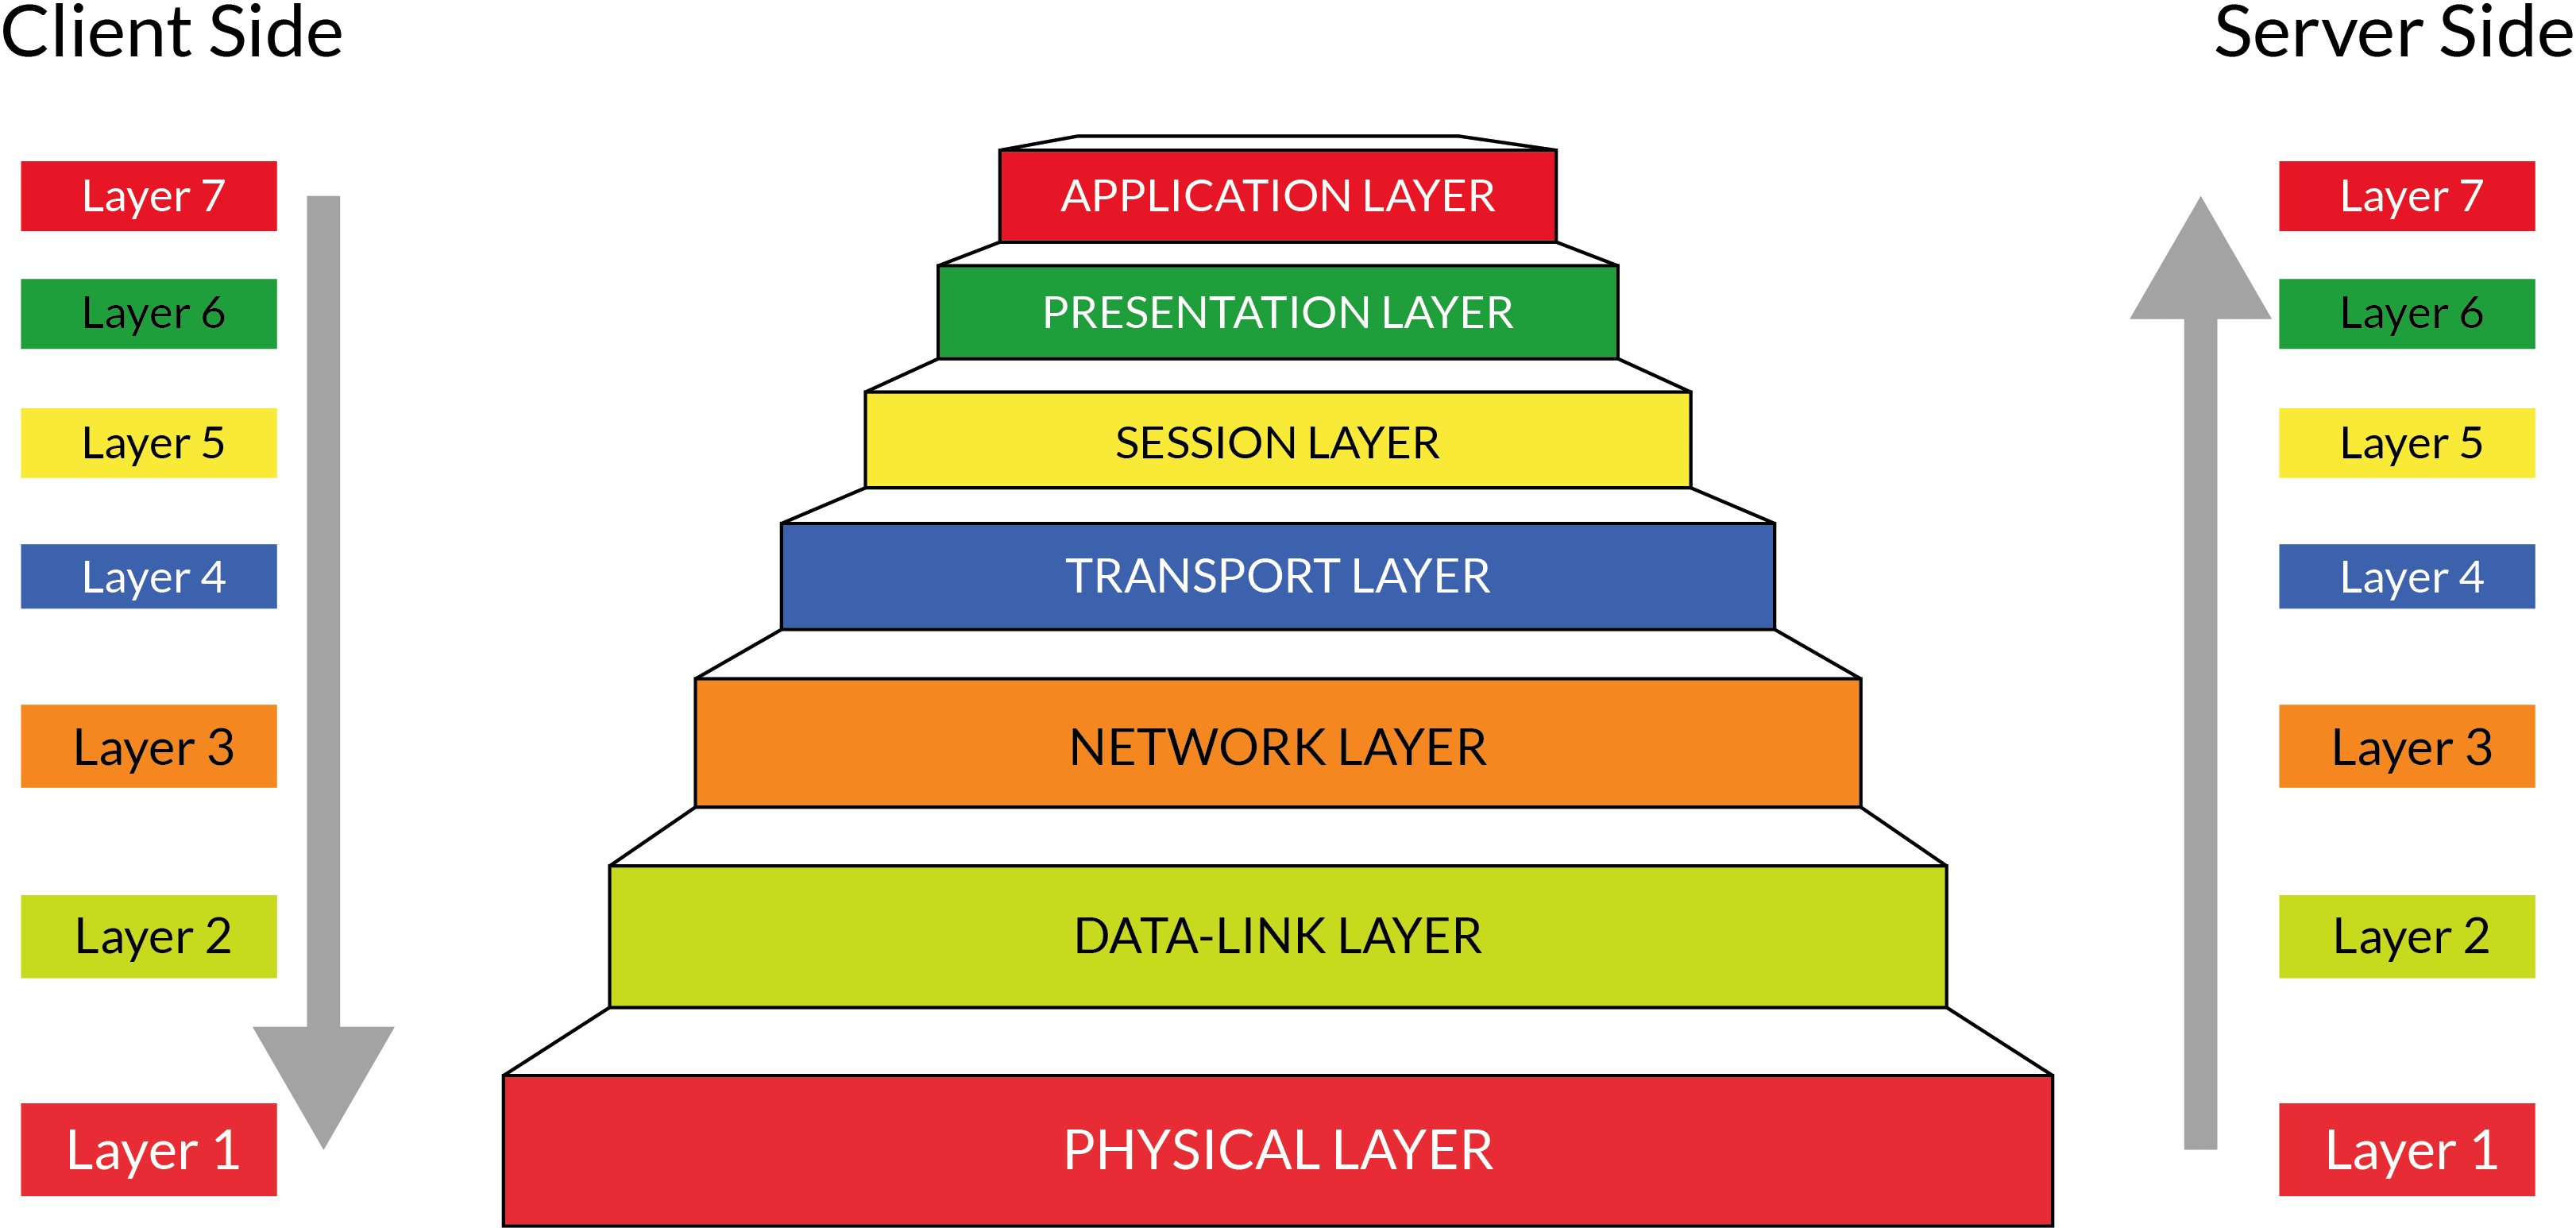 Client Side
Server Side
Layer 7
APPLICATION LAYER
Layer 7
Layer 6
PRESENTATION LAYER
Layer 6
Layer 5
SESSION LAYER
Layer 5
Layer 4
TRANSPORT LAYER
Layer 4
Layer 3
NETWORK LAYER
Layer 3
Layer 2
DATA-LINK LAYER
Layer 2
Layer 1
PHYSICAL LAYER
Layer 1